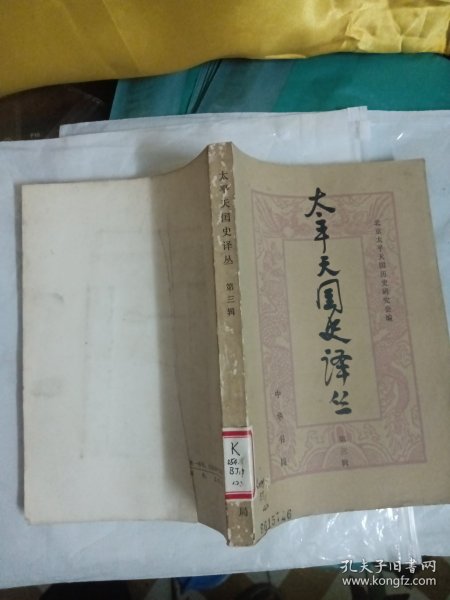 太平天国史译丛
北京太平天国历史研究会编
第三辑
中华书局
太平天国史译丛
第三辑
局
K
孔夫子旧书网
www.kongfz.com